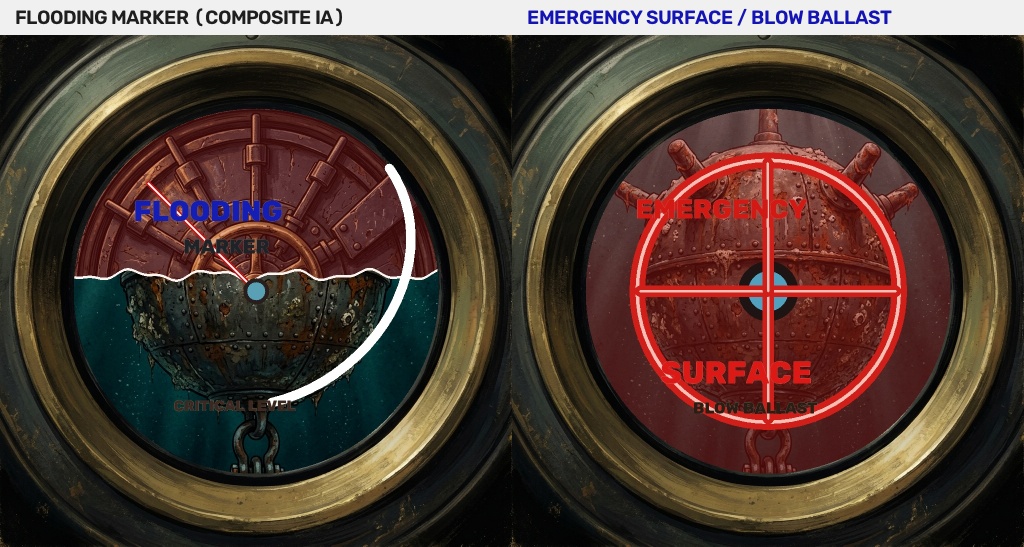 FLOODING MARKER (COMPOSITE IA)
EMERGENCY SURFACE / BLOW BALLAST
FLOODING
MARKER
CRITICAL LEVEL
EMERGENCY
SURFACE
BLOW BALLAST